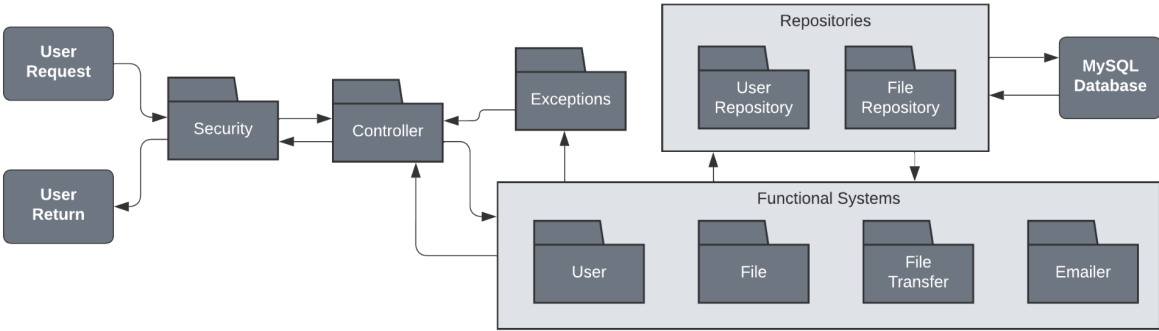 User
Request
User
Return
Security
Controller
Exceptions
Repositories
User
Repository
File
Repository
MySQL
Database
Functional Systems
User
File
File
Transfer
Emailer